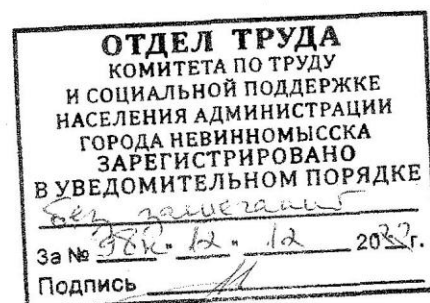 ОТДЕЛ ТРУДА
КОМИТЕТА ПО ТРУДУ
И СОЦИАЛЬНОЙ ПОДДЕРЖКЕ
НАСЕЛЕНИЯ АДМИНИСТРАЦИИ
ГОРОДА НЕВИННОМЫССКА
ЗАРЕГИСТРИРОВАНО
В УВЕДОМИТЕЛЬНОМ ПОРЯДКЕ
без замечаний
За № "12" 12 20 г.
Подпись